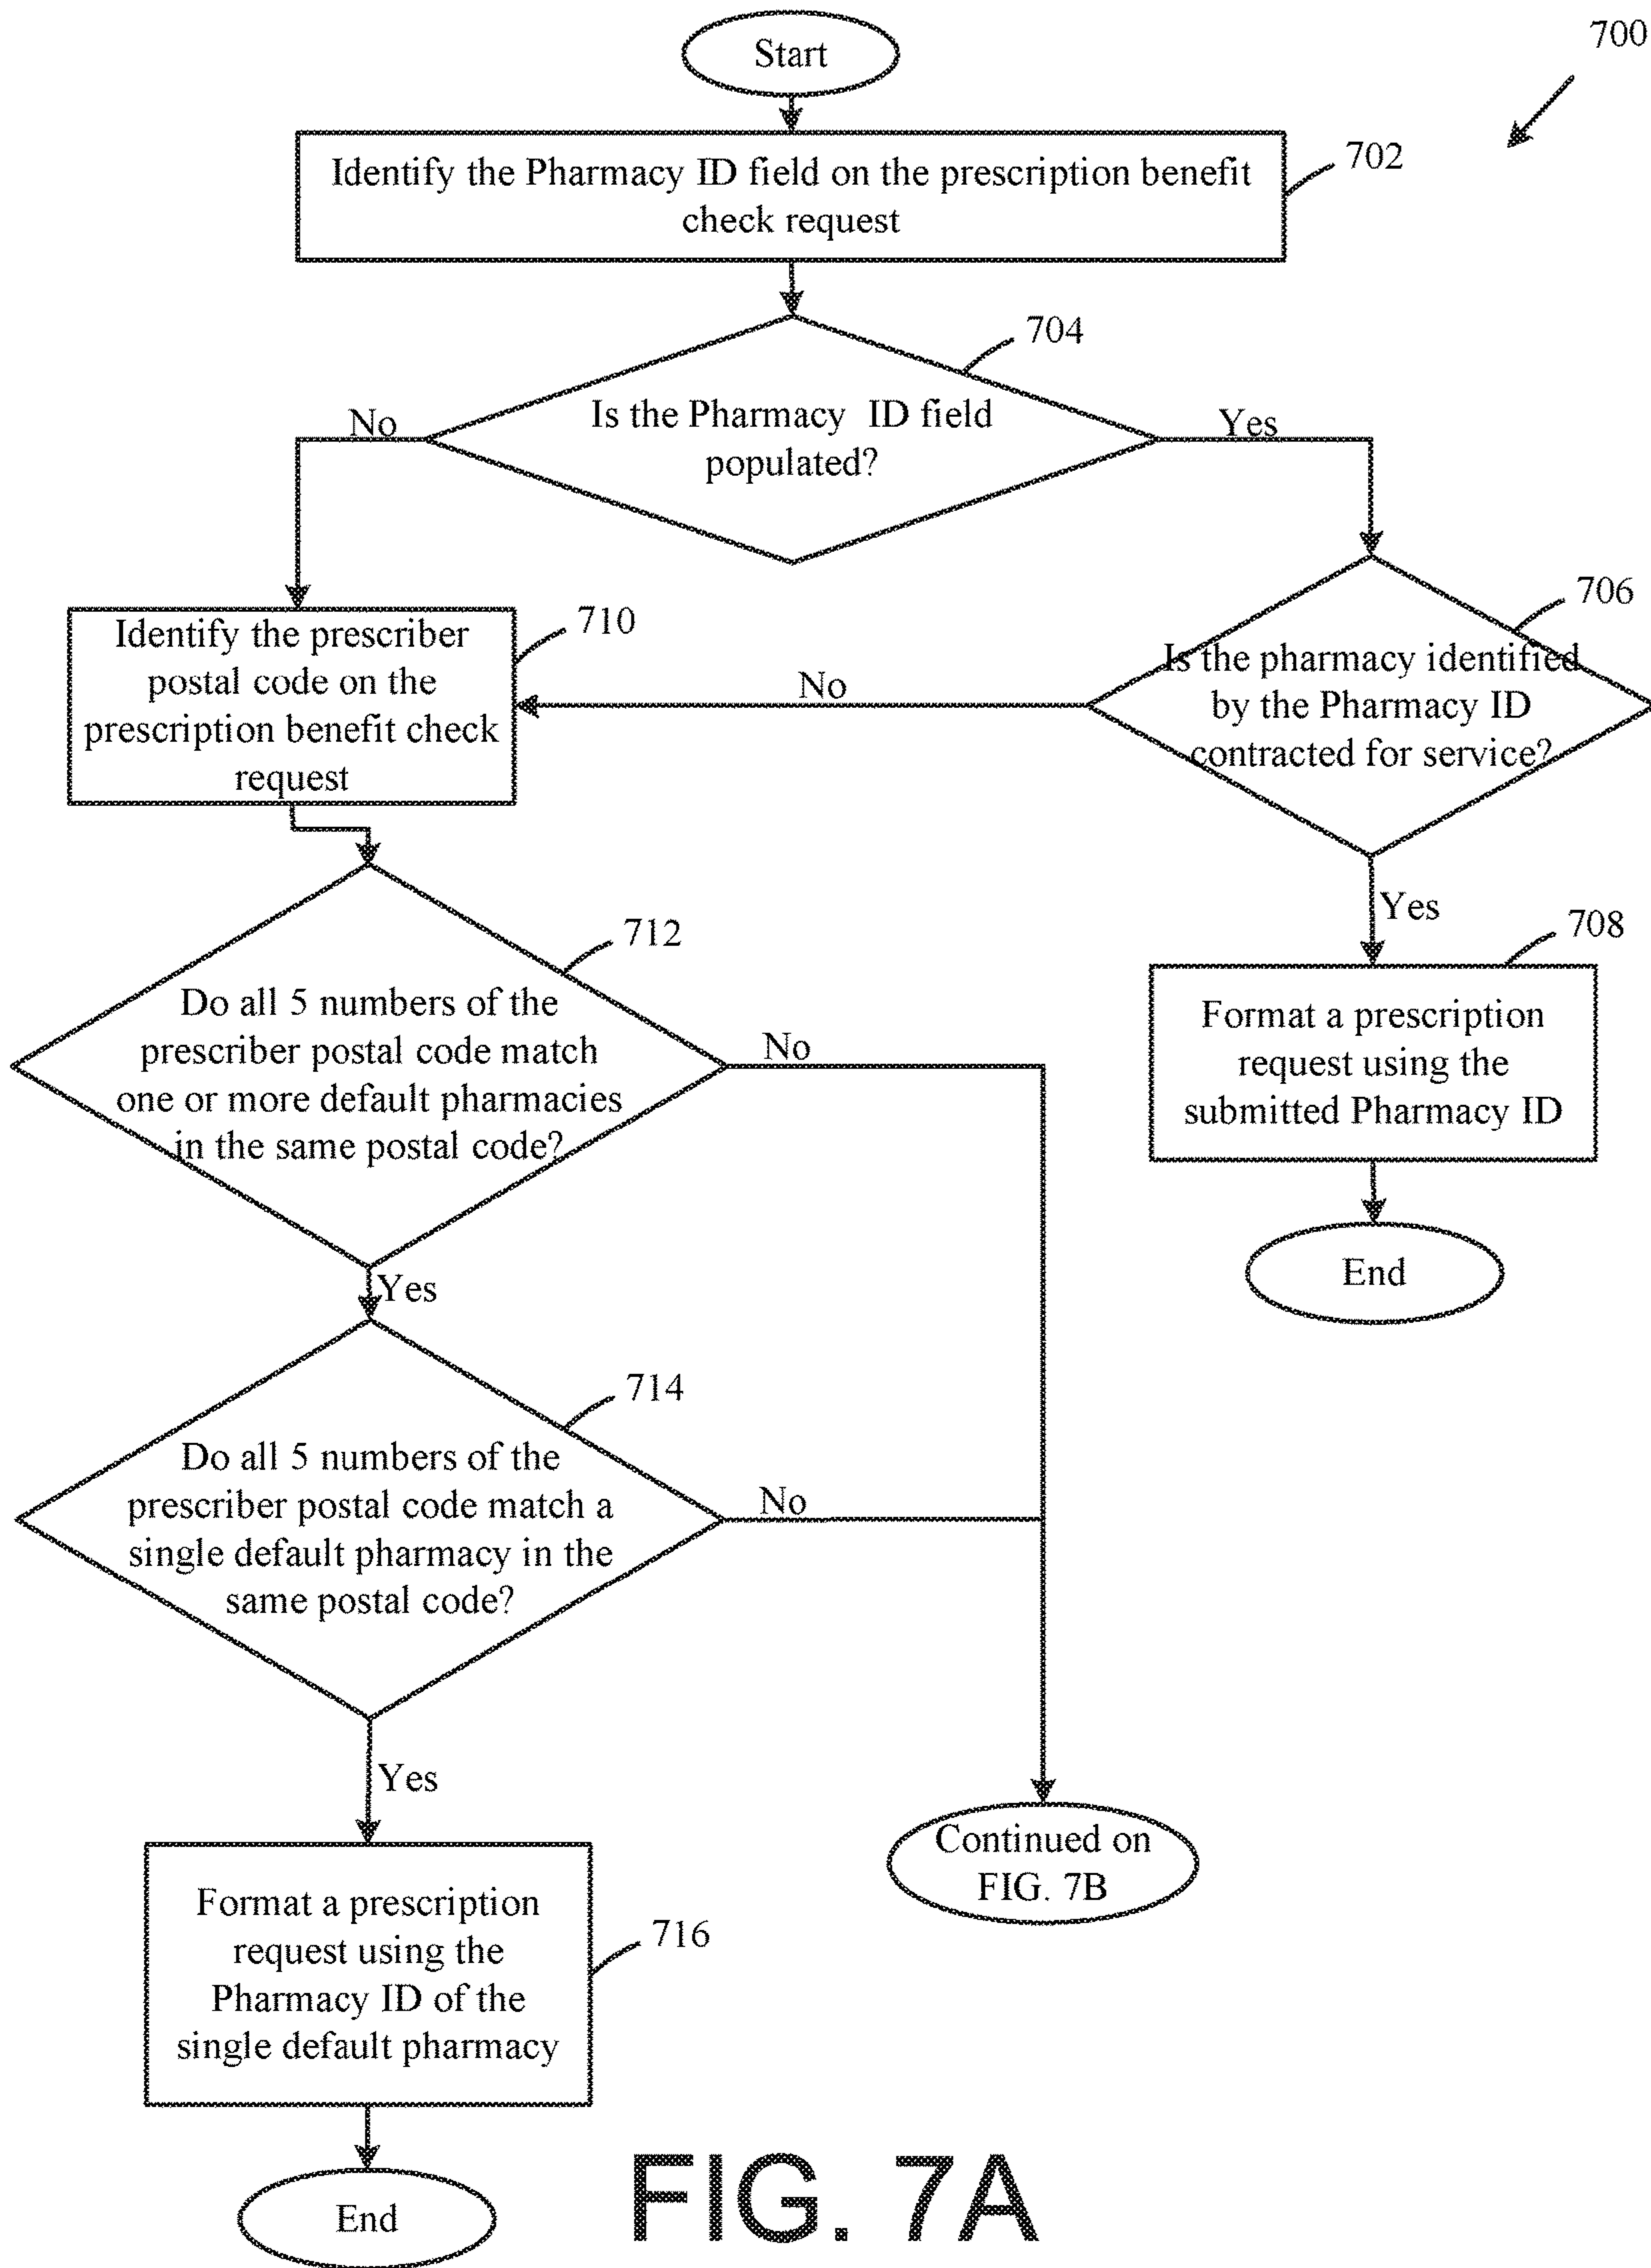 Start
700
Identify the Pharmacy ID field on the prescription benefit
check request
702
704
Is the Pharmacy ID field
populated?
No
Yes
706
Is the pharmacy identified
by the Pharmacy ID
contracted for service?
No
Yes
708
Format a prescription
request using the
submitted Pharmacy ID
End
710
Identify the prescriber
postal code on the
prescription benefit check
request
712
Do all 5 numbers of the
prescriber postal code match
one or more default pharmacies
in the same postal code?
No
Yes
714
Do all 5 numbers of the
prescriber postal code match a
single default pharmacy in the
same postal code?
No
Yes
Continued on
FIG. 7B
Format a prescription
request using the
Pharmacy ID of the
single default pharmacy
716
End
FIG. 7A